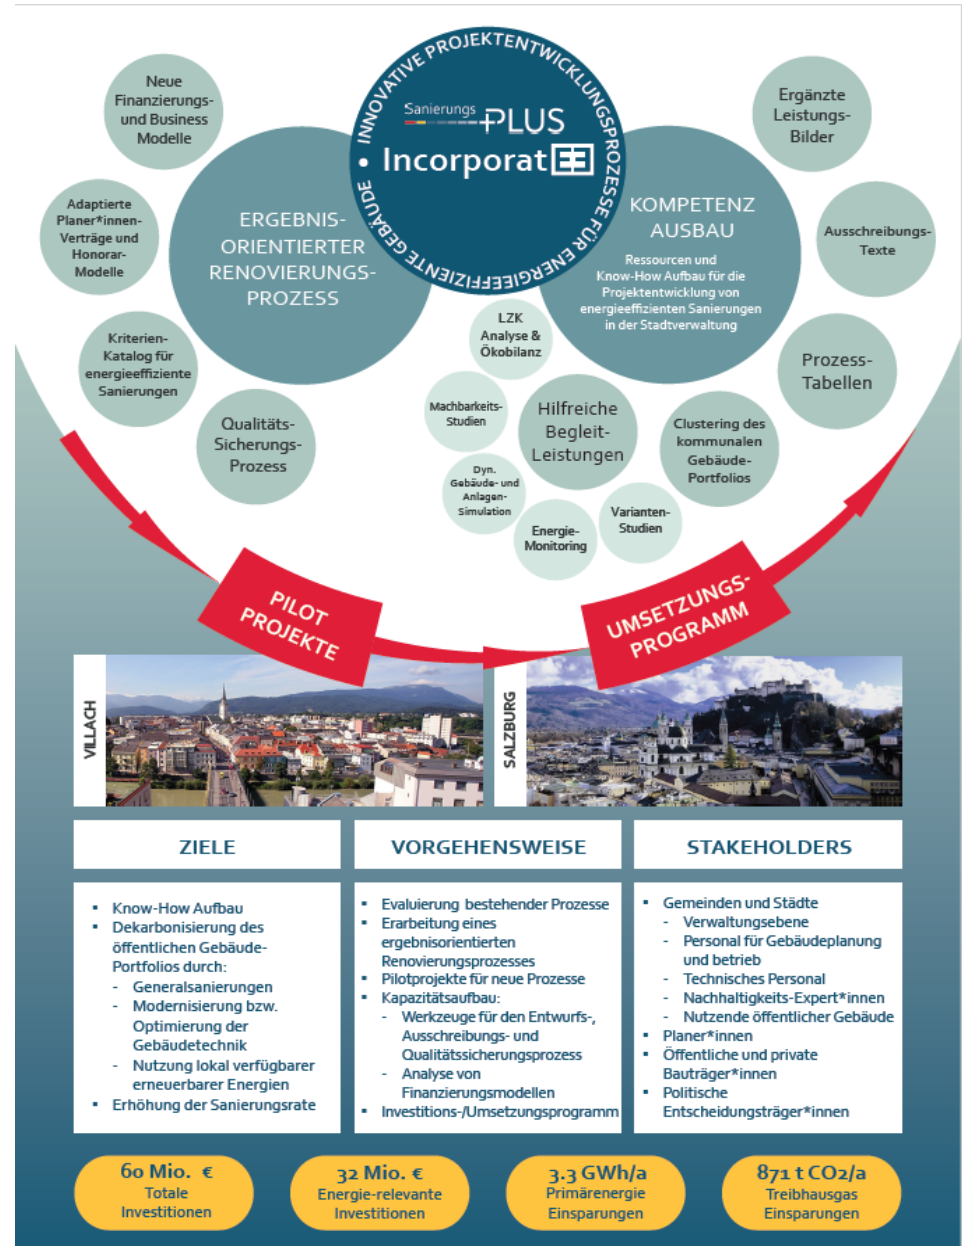 INNOVATIVE PROJEKTENTWICKLUNGSPROZESSE FÜR ENERGIEEFFIZIENTE GEBÄUDE •
Sanierungs
PLUS
IncorporatEE
Neue
Finanzierungs-
und Business
Modelle
Adaptierte
Planer*innen-
Verträge und
Honorar-
Modelle
Kriterien-
Katalog für
energieeffiziente
Sanierungen
Qualitäts-
Sicherungs-
Prozess
ERGEBNIS-
ORIENTIERTER
RENOVIERUNGS-
PROZESS
KOMPETENZ
AUSBAU
Ressourcen und
Know-How Aufbau für die
Projektentwicklung von
energieeffizienten Sanierungen
in der Stadtverwaltung
Ergänzte
Leistungs-
Bilder
Ausschreibungs-
Texte
Prozess-
Tabellen
Clustering des
kommunalen
Gebäude-
Portfolios
Hilfreiche
Begleit-
Leistungen
LZK
Analyse &
Ökobilanz
Machbarkeits-
Studien
Dyn.
Gebäude- und
Anlagen-
Simulation
Energie-
Monitoring
Varianten-
Studien
PILOT
PROJEKTE
UMSETZUNGS-
PROGRAMM
VILLACH
SALZBURG
ZIELE
▪ Know-How Aufbau
▪ Dekarbonisierung des
öffentlichen Gebäude-
Portfolios durch:
- Generalsanierungen
- Modernisierung bzw.
Optimierung der
Gebäudetechnik
- Nutzung lokal verfügbarer
erneuerbarer Energien
▪ Erhöhung der Sanierungsrate
VORGEHENSWEISE
▪ Evaluierung bestehender Prozesse
▪ Erarbeitung eines
ergebnisorientierten
Renovierungsprozesses
▪ Pilotprojekte für neue Prozesse
▪ Kapazitätsaufbau:
- Werkzeuge für den Entwurfs-,
Ausschreibungs- und
Qualitätssicherungsprozess
- Analyse von
Finanzierungsmodellen
▪ Investitions-/Umsetzungsprogramm
STAKEHOLDERS
▪ Gemeinden und Städte
- Verwaltungsebene
- Personal für Gebäudeplanung
und betrieb
- Technisches Personal
- Nachhaltigkeits-Expert*innen
- Nutzende öffentlicher Gebäude
▪ Planer*innen
▪ Öffentliche und private
Bauträger*innen
▪ Politische
Entscheidungsträger*innen
60 Mio. €
Totale
Investitionen
32 Mio. €
Energie-relevante
Investitionen
3.3 GWh/a
Primärenergie
Einsparungen
871 t CO2/a
Treibhausgas
Einsparungen